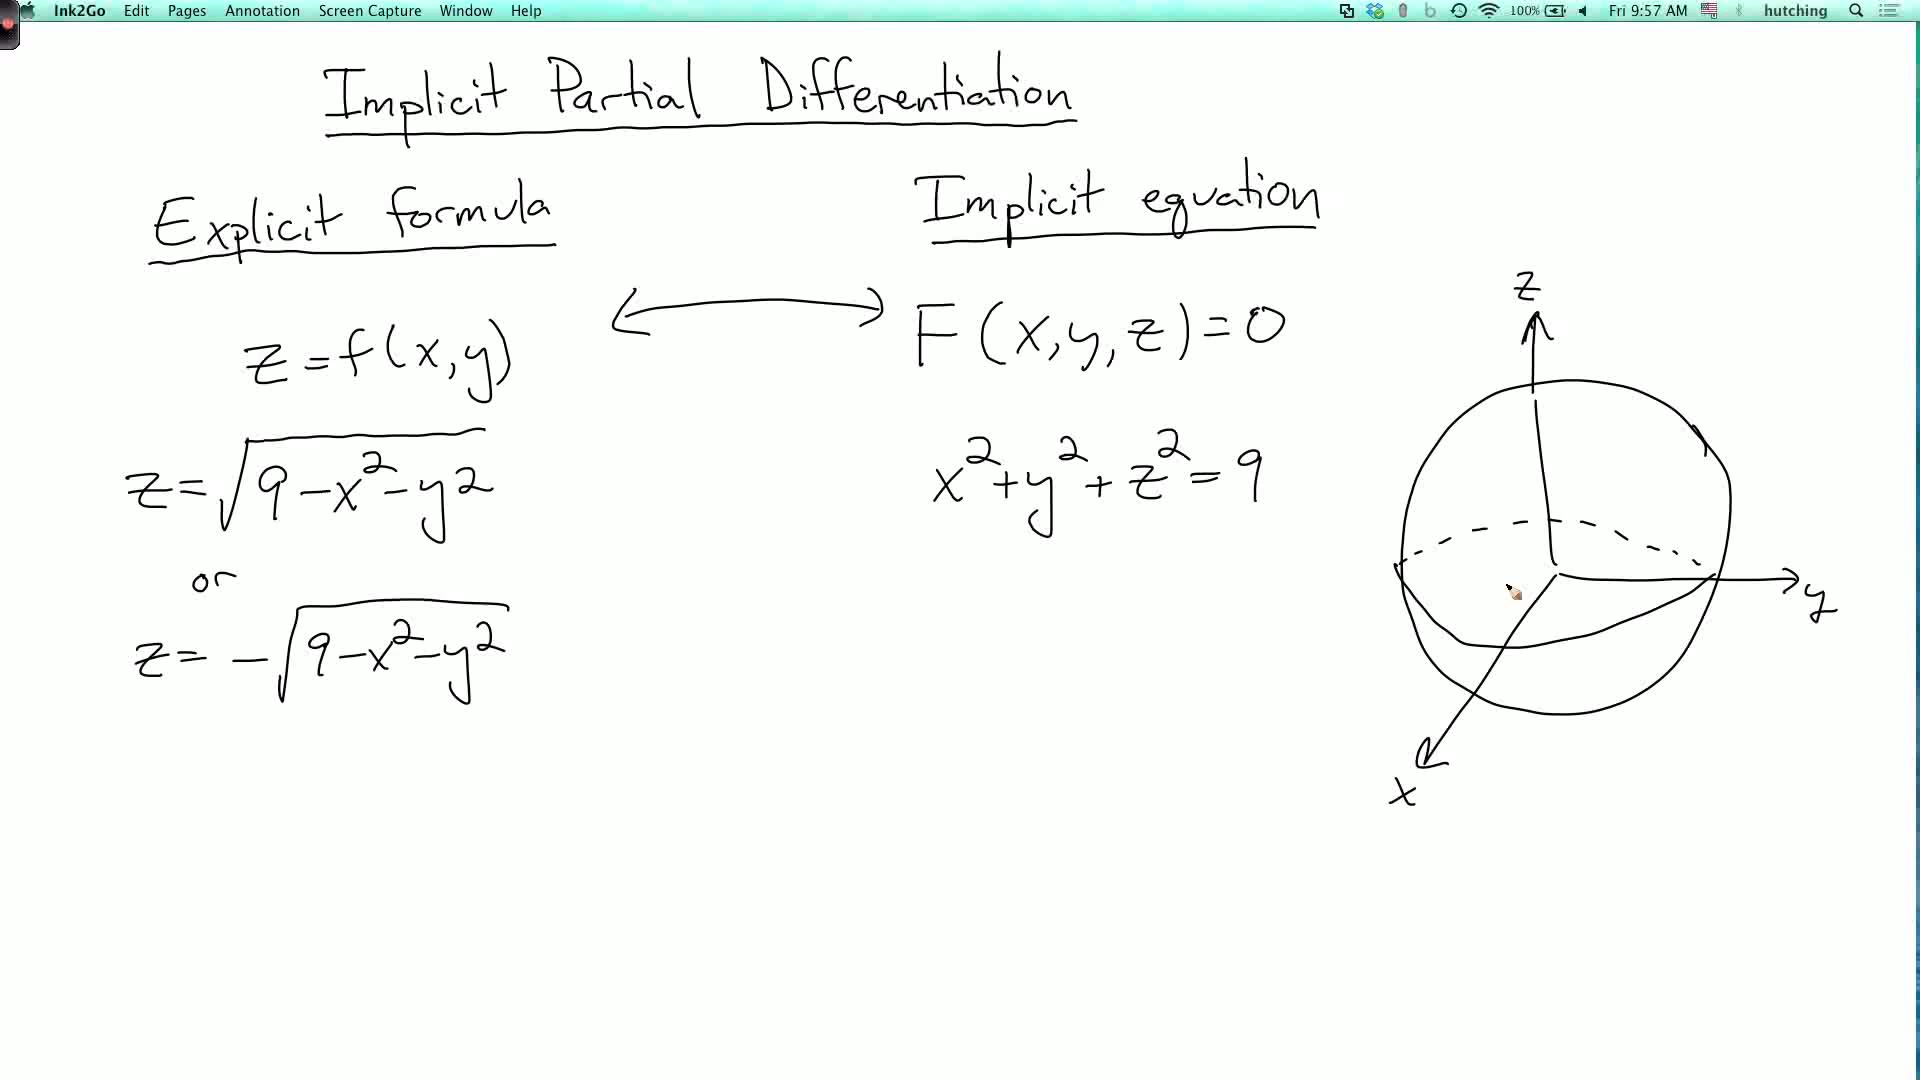 Ink2Go Edit Pages Annotation Screen Capture Window Help 100% Fri 9:57 AM hutching
Implicit Partial Differentiation
Explicit formula
Implicit equation
z = f(x,y)
F(x,y,z)=0
z=√(9-x²-y²)
x²+y²+z²=9
or
z= -√(9-x²-y²)
z
y
x